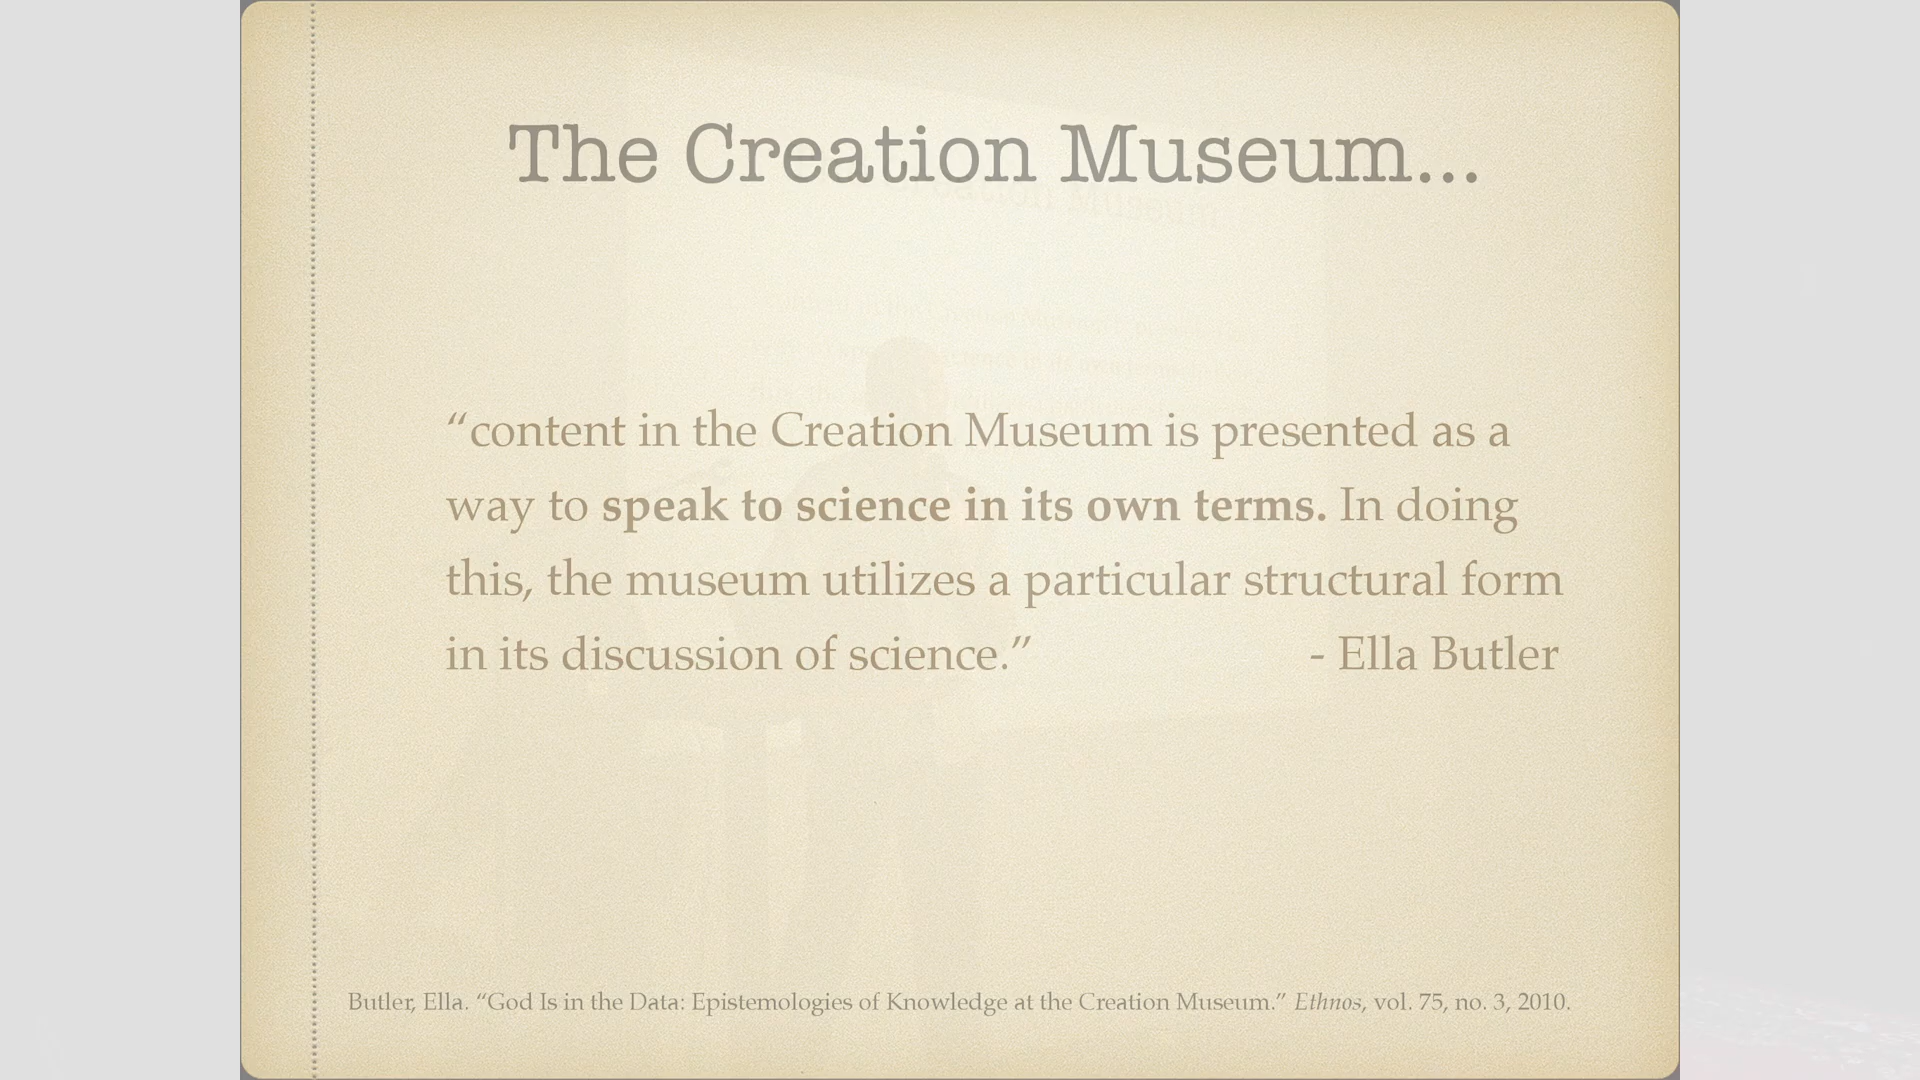 The Creation Museum...
“content in the Creation Museum is presented as a
way to speak to science in its own terms. In doing
this, the museum utilizes a particular structural form
in its discussion of science.” - Ella Butler
Butler, Ella. “God Is in the Data: Epistemologies of Knowledge at the Creation Museum.” Ethnos, vol. 75, no. 3, 2010.